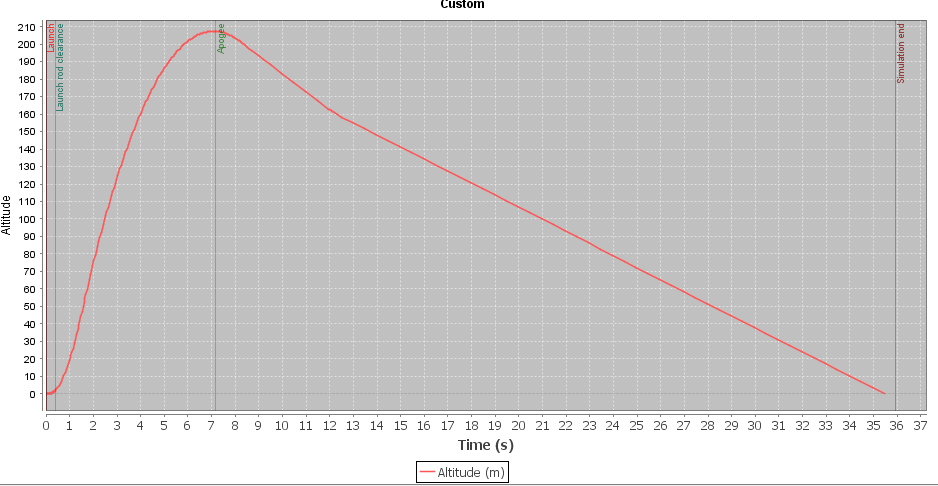 Custom
Altitude
210
200
190
180
170
160
150
140
130
120
110
100
90
80
70
60
50
40
30
20
10
0
Launch
Launch rod clearance
Apogee
Simulation end
0 1 2 3 4 5 6 7 8 9 10 11 12 13 14 15 16 17 18 19 20 21 22 23 24 25 26 27 28 29 30 31 32 33 34 35 36 37
Time (s)
Altitude (m)